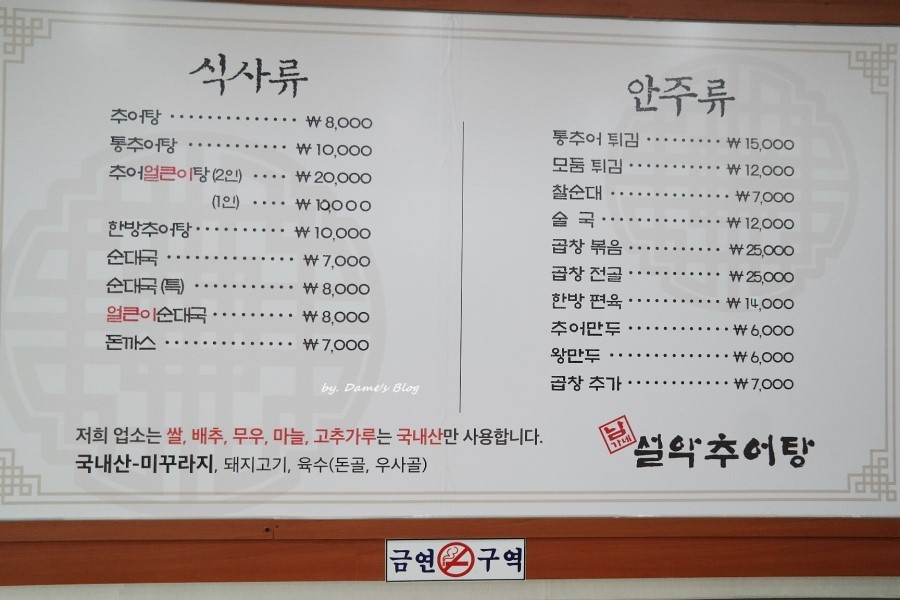 식사류
추어탕 ₩ 8,000
통추어탕 ₩ 10,000
추어얼큰이탕 (2인) ₩ 20,000
(1인) ₩ 10,000
한방추어탕 ₩ 10,000
순대국 ₩ 7,000
순대국 (특) ₩ 8,000
얼큰이순대국 ₩ 8,000
돈까스 ₩ 7,000
by. Dame's Blog
안주류
통추어 튀김 ₩ 15,000
모둠 튀김 ₩ 12,000
찰순대 ₩ 7,000
술 국 ₩ 12,000
곱창 볶음 ₩ 25,000
곱창 전골 ₩ 25,000
한방 편육 ₩ 14,000
추어만두 ₩ 6,000
왕만두 ₩ 6,000
곱창 추가 ₩ 7,000
저희 업소는 쌀, 배추, 무우, 마늘, 고추가루는 국내산만 사용합니다.
국내산-미꾸라지, 돼지고기, 육수(돈골, 우사골)
남가네 설악추어탕
금연 구역